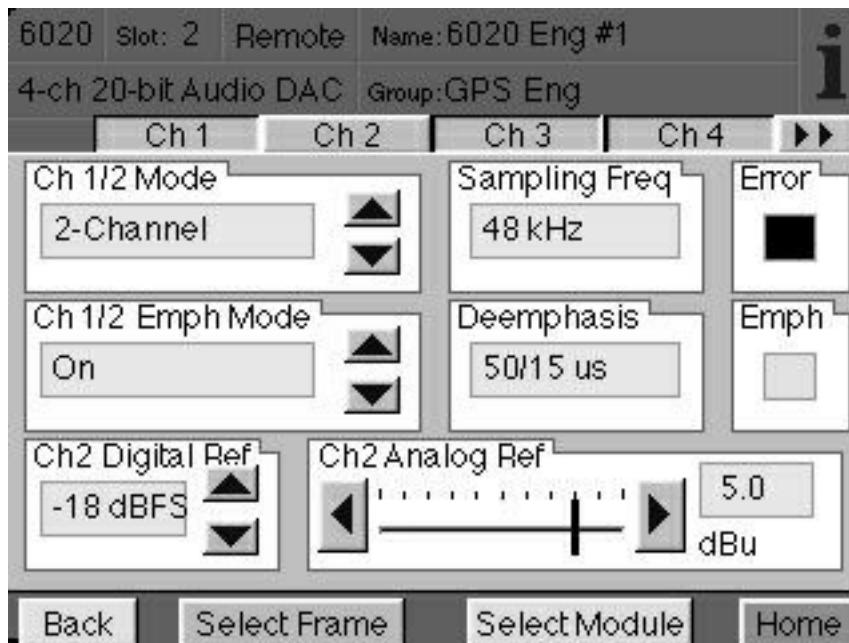 6020 Slot: 2 Remote Name: 6020 Eng #1
4-ch 20-bit Audio DAC Group: GPS Eng
i
Ch 1 Ch 2 Ch 3 Ch 4
Ch 1/2 Mode Sampling Freq Error
2-Channel 48 kHz
Ch 1/2 Emph Mode Deemphasis Emph
On 50/15 us
Ch2 Digital Ref Ch2 Analog Ref
-18 dBFS 5.0
dBu
Back Select Frame Select Module Home